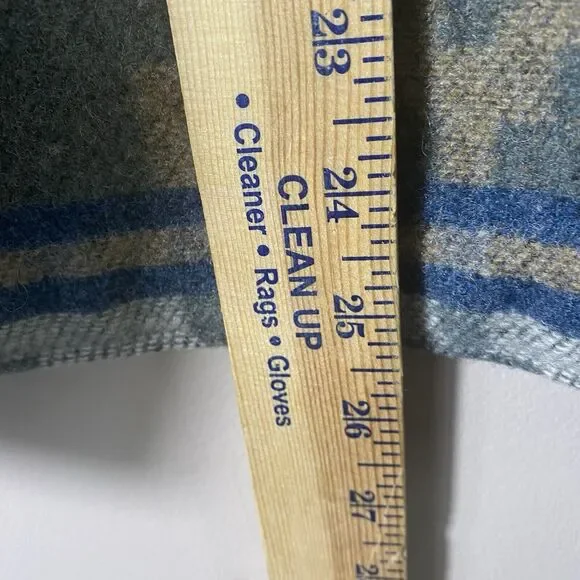 23
24
25
26
27
CLEAN UP
• Cleaner • Rags • Gloves